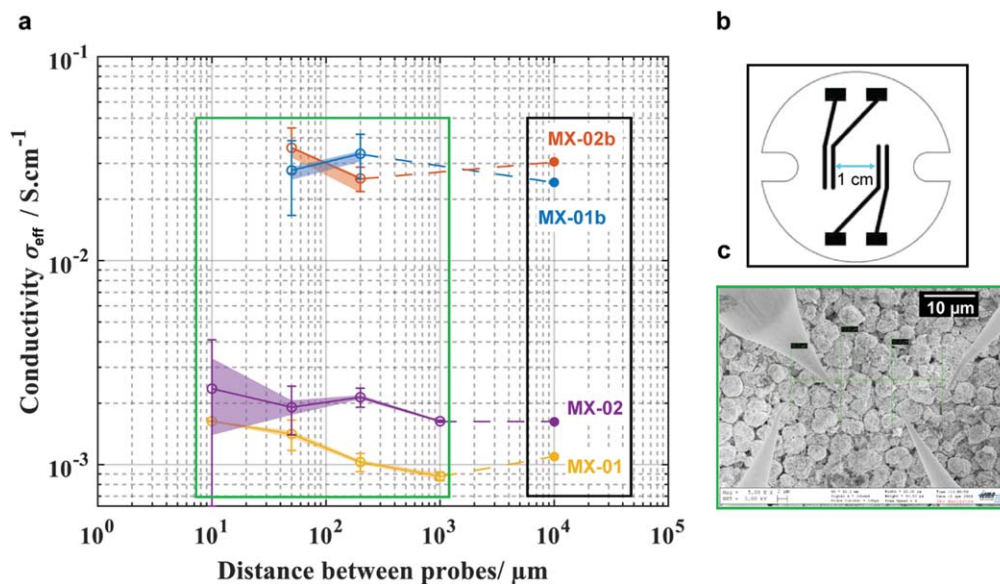 a
b
10⁻¹
10⁻²
10⁻³
Conductivity σeff / S.cm⁻¹
MX-02b
MX-01b
MX-02
MX-01
10⁰ 10¹ 10² 10³ 10⁴ 10⁵
Distance between probes/ µm
1 cm
c
10 µm